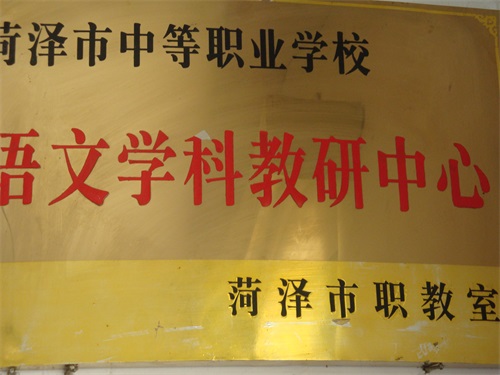 菏泽市中等职业学校
语文学科教研中心
菏泽市职教室